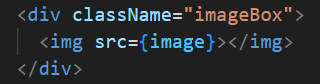 <div className="imageBox">
  <img src={image}></img>
</div>